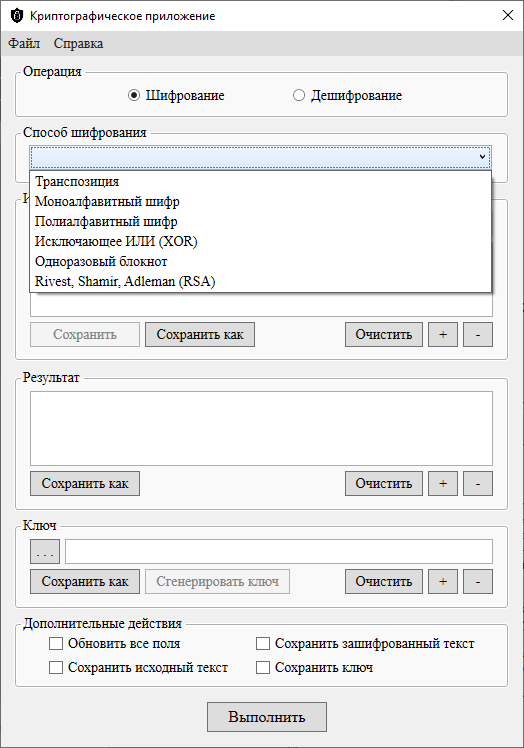 Криптографическое приложение
Файл Справка
Операция
Шифрование Дешифрование
Способ шифрования
Транспозиция
Моноалфавитный шифр
Полиалфавитный шифр
Исключающее ИЛИ (XOR)
Одноразовый блокнот
Rivest, Shamir, Adleman (RSA)
Сохранить Сохранить как Очистить + -
Результат
Сохранить как Очистить + -
Ключ
. . .
Сохранить как Сгенерировать ключ Очистить + -
Дополнительные действия
Обновить все поля Сохранить зашифрованный текст
Сохранить исходный текст Сохранить ключ
Выполнить